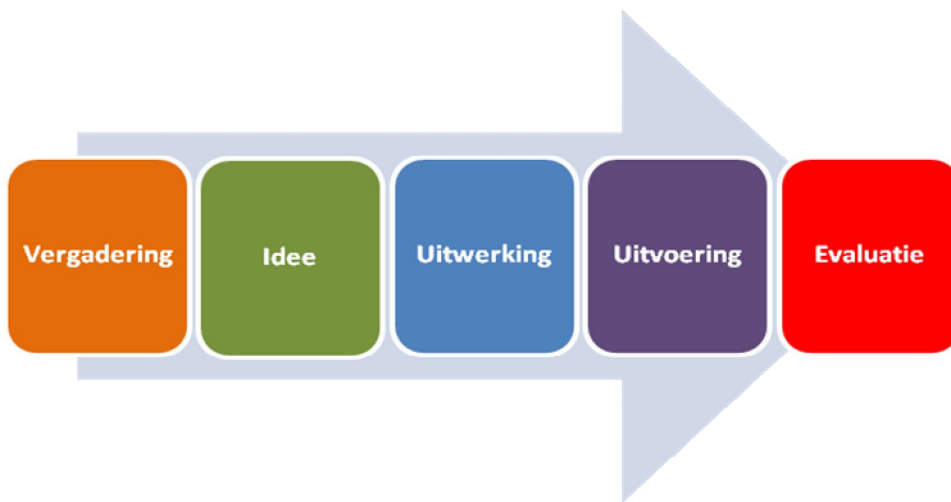 Vergadering
Idee
Uitwerking
Uitvoering
Evaluatie